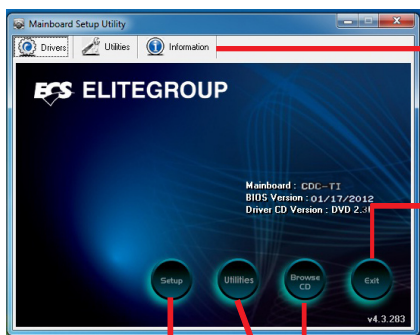 Mainboard Setup Utility
Drivers Utilities Information
ECS ELITEGROUP
Mainboard : CDC-TI
BIOS Version : 01/17/2012
Driver CD Version : DVD 2.3
Setup Utilities Browse CD Exit
v4.3.283